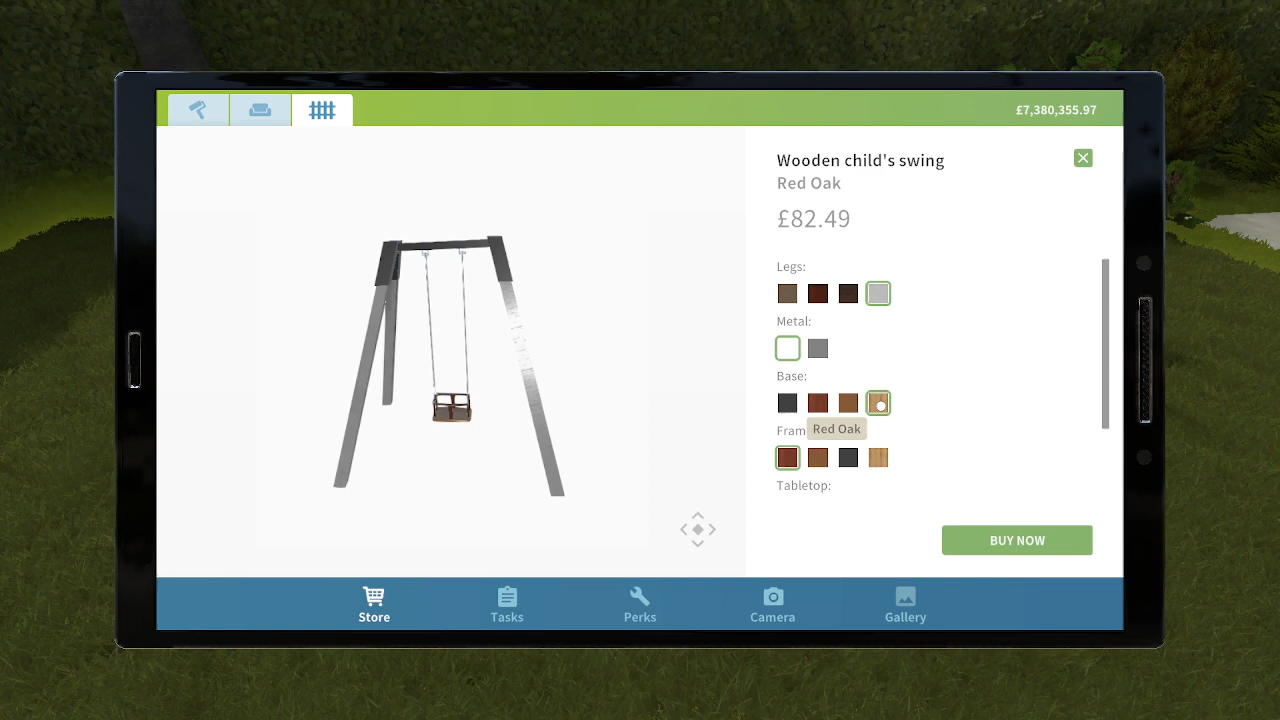 £7,380,355.97
Wooden child's swing
Red Oak
£82.49
Legs:
Metal:
Base:
Fram
Red Oak
Tabletop:
BUY NOW
Store
Tasks
Perks
Camera
Gallery